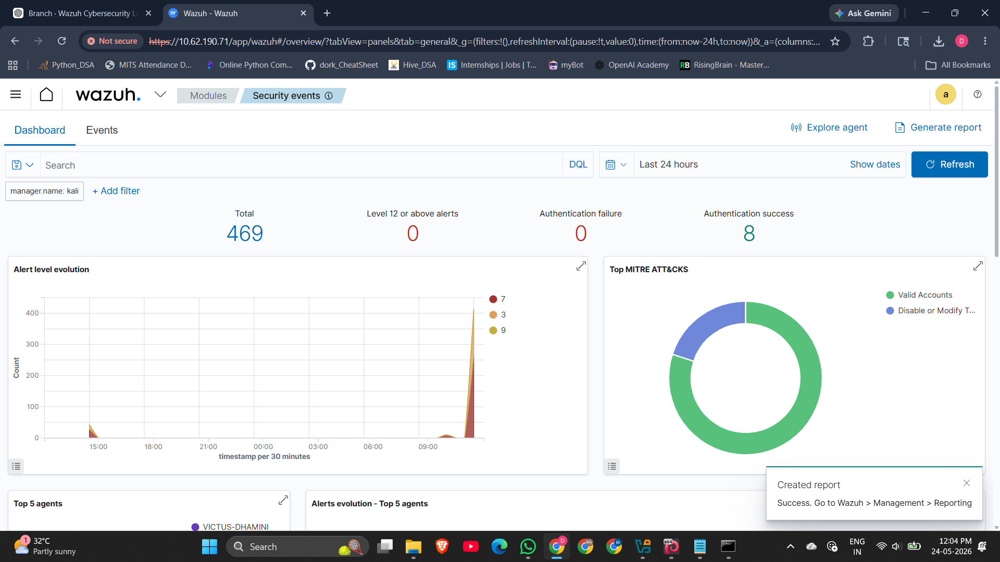 Branch · Wazuh Cybersecurity L
Wazuh - Wazuh
Ask Gemini
Not secure
https://10.62.190.71/app/wazuh#/overview/?tabView=panels&tab=general&_g=(filters:!(),refreshInterval:(pause:!t,value:0),time:(from:now-24h,to:now))&_a=(columns:...
D
Python_DSA
MITS Attendance D...
Online Python Com...
dork_CheatSheet
Hive_DSA
IS Internships | Jobs | T...
myBot
OpenAI Academy
RB RisingBrain - Master...
All Bookmarks
wazuh.
Modules
Security events
a
Dashboard
Events
Explore agent
Generate report
Search
DQL
Last 24 hours
Show dates
Refresh
manager.name: kali
+ Add filter
Total
469
Level 12 or above alerts
0
Authentication failure
0
Authentication success
8
Alert level evolution
400
300
200
100
0
Count
15:00
18:00
21:00
00:00
03:00
06:00
09:00
timestamp per 30 minutes
7
3
9
Top MITRE ATT&CKS
Valid Accounts
Disable or Modify T...
Created report
Success. Go to Wazuh > Management > Reporting
Top 5 agents
VICTUS-DHAMINI
Alerts evolution - Top 5 agents
1
32°C
Partly sunny
Search
D
M
x64
ENG
IN
12:04 PM
24-05-2026